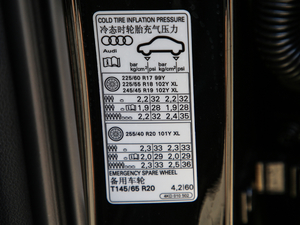 COLD TIRE INFLATION PRESSURE
冷态时轮胎充气压力
Audi
bar kg/cm² psi bar kg/cm² psi
225/60 R17 99Y
225/55 R18 102Y XL
245/45 R19 102Y XL
2,2 32 2,2 32
1,9 28 1,9 28
2,2 32 2,4 35
255/40 R20 101Y XL
2,3 33 2,3 33
2,0 29 2,0 29
2,3 33 2,5 36
EMERGENCY SPARE WHEEL
备用车轮
T145/65 R20 4,2 60